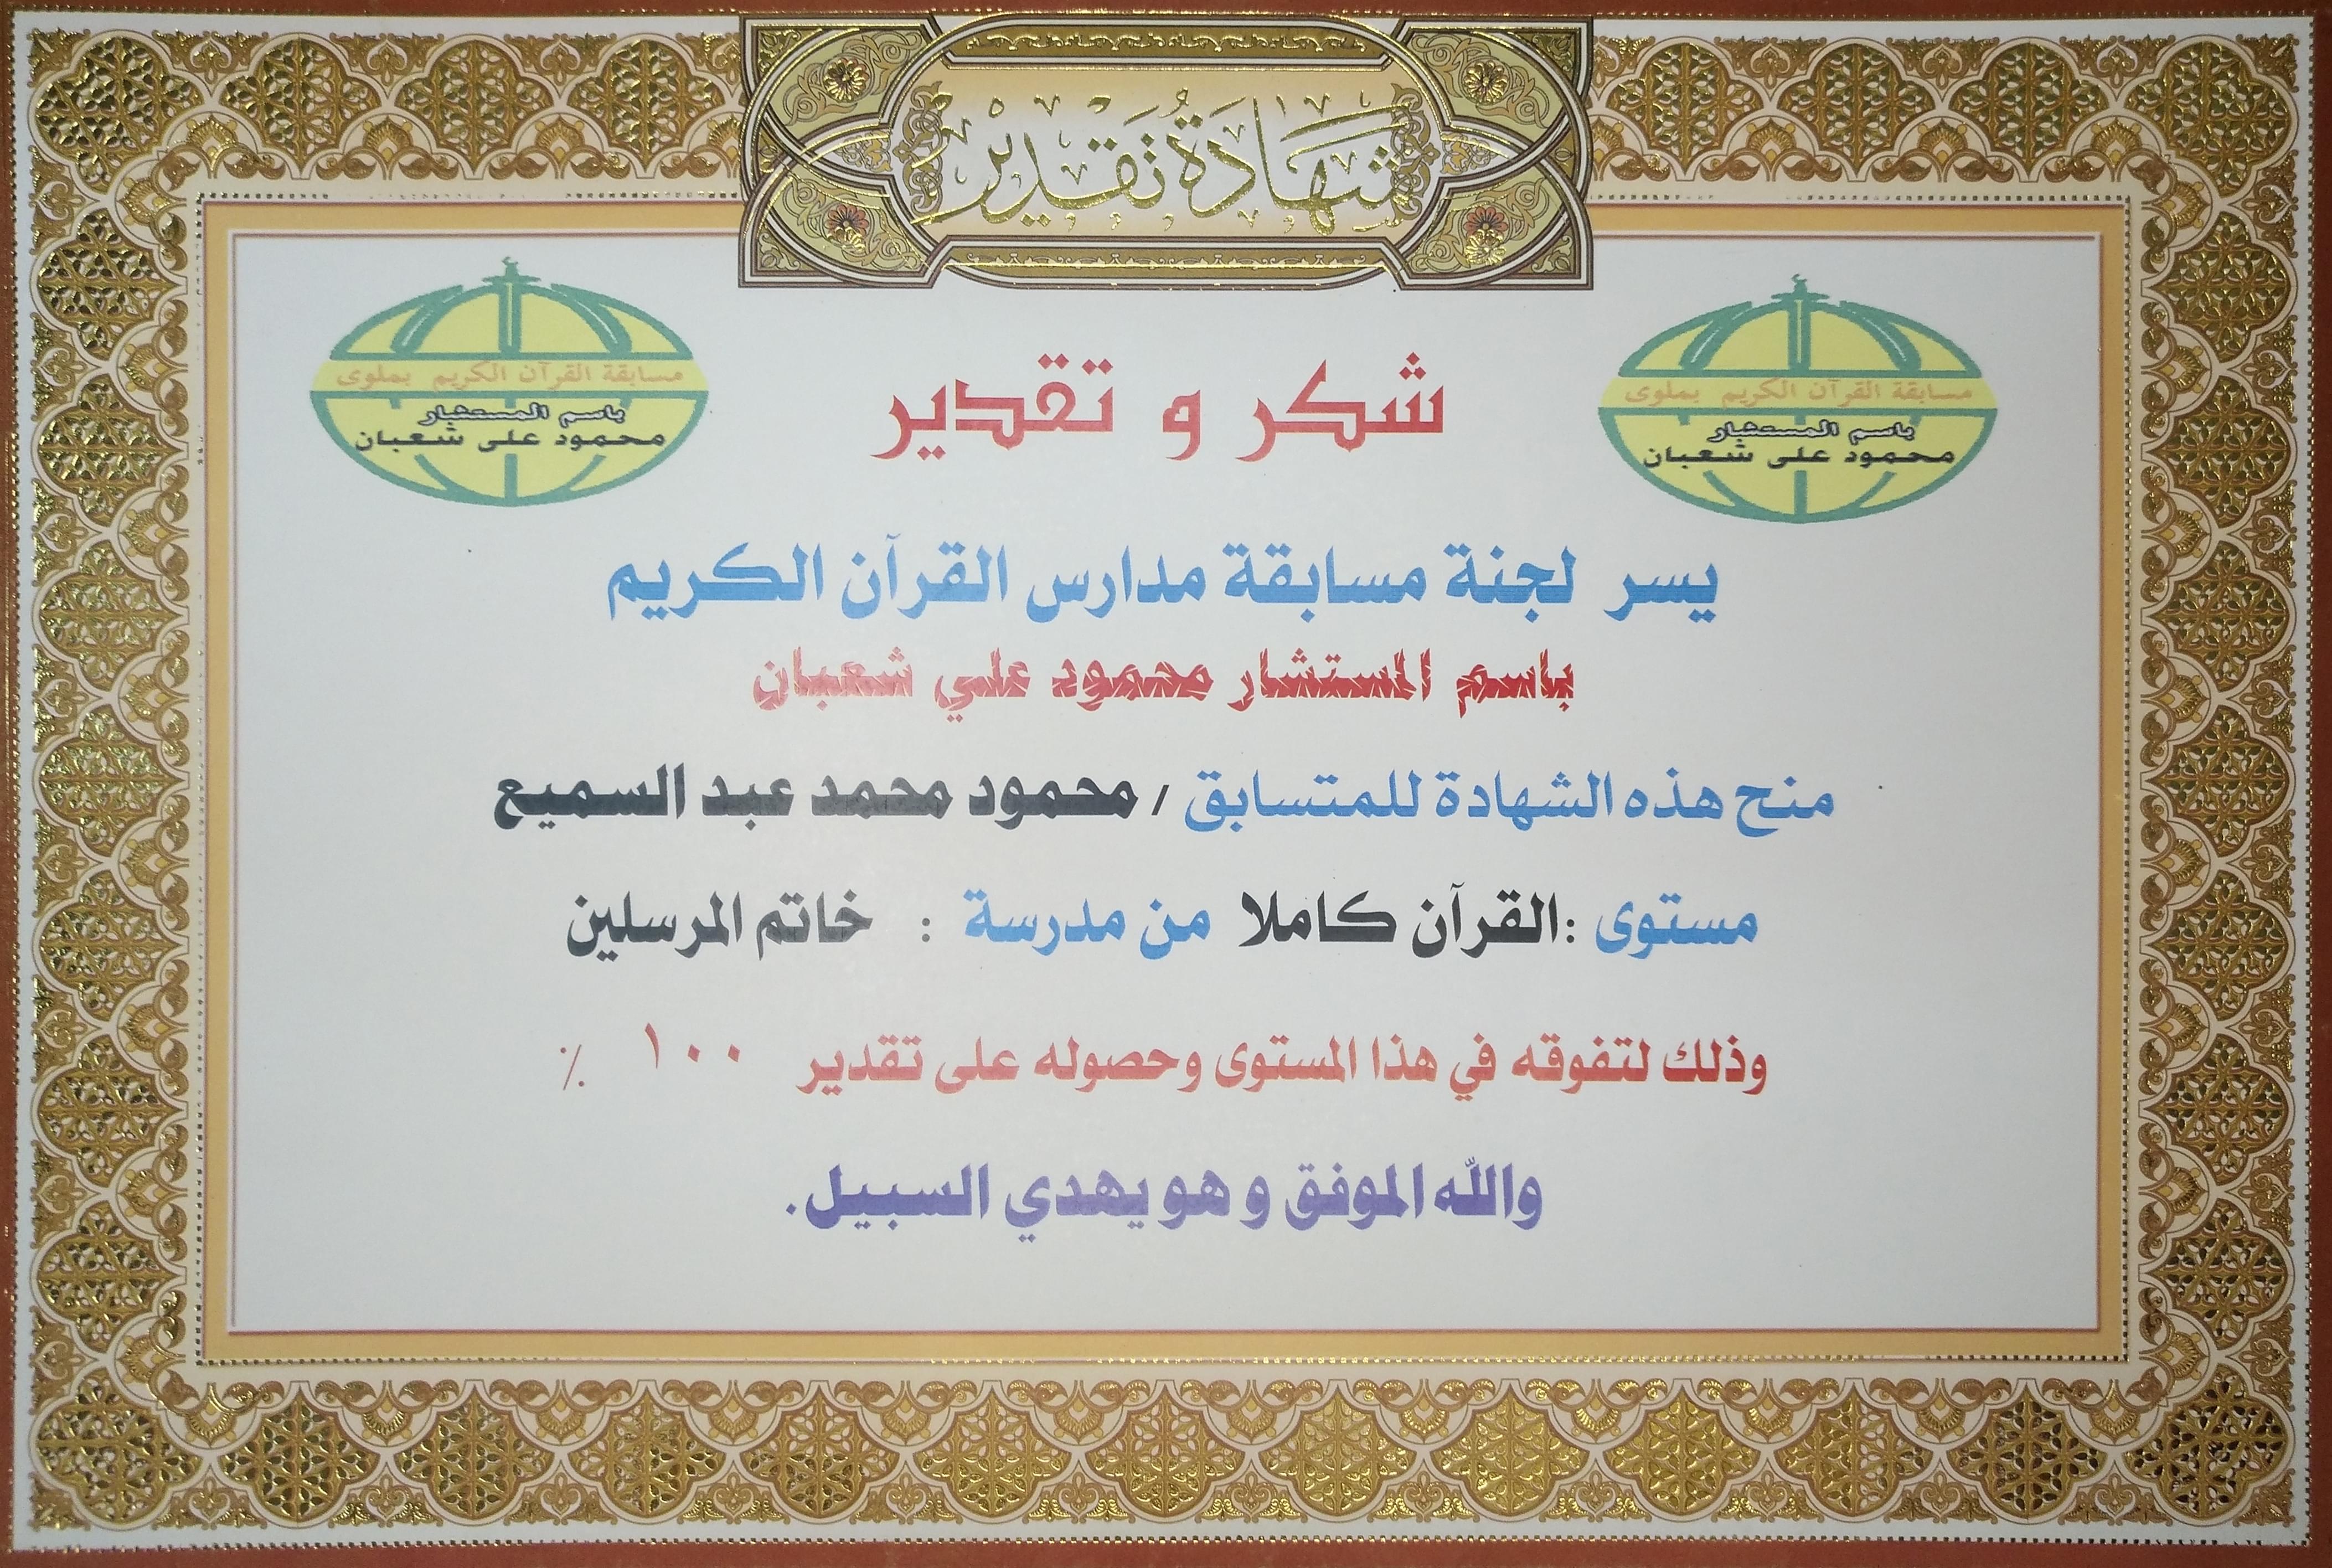 شَهَادَةُ تَقْدِيرْ
مسابقة القرآن الكريم بملوى
باسم المستشار
محمود على شعبان
مسابقة القرآن الكريم بملوى
باسم المستشار
محمود على شعبان
شكر و تقدير
يسر لجنة مسابقة مدارس القرآن الكريم
باسم المستشار محمود علي شعبان
منح هذه الشهادة للمتسابق / محمود محمد عبد السميع
مستوى :القرآن كاملا من مدرسة : خاتم المرسلين
وذلك لتفوقه في هذا المستوى وحصوله على تقدير ١٠٠ ٪
والله الموفق و هو يهدي السبيل.